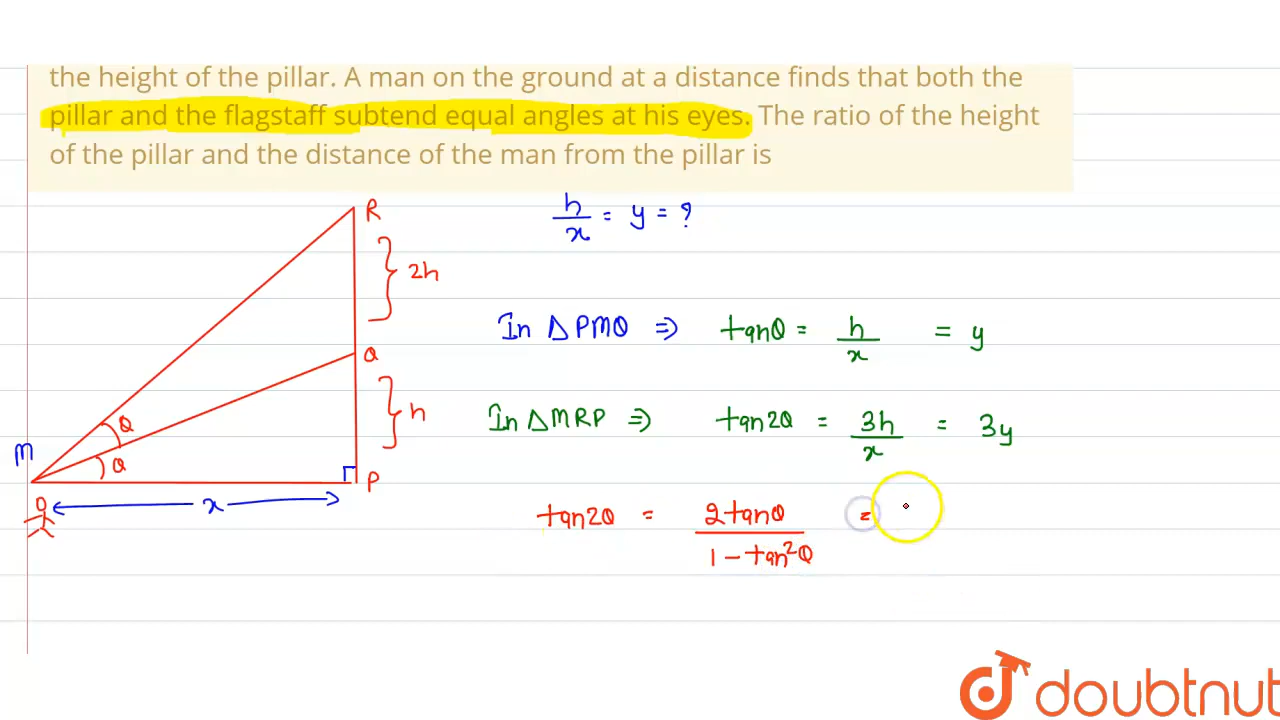 the height of the pillar. A man on the ground at a distance finds that both the
pillar and the flagstaff subtend equal angles at his eyes. The ratio of the height
of the pillar and the distance of the man from the pillar is
h/x = y = ?
R
2h
In △PMQ ⇒ tanθ = h/x = y
Q
h
In △MRP ⇒ tan2θ = 3h/x = 3y
θ
M
θ
P
x
tan2θ = 2tanθ/1-tan²θ =
doubtnut